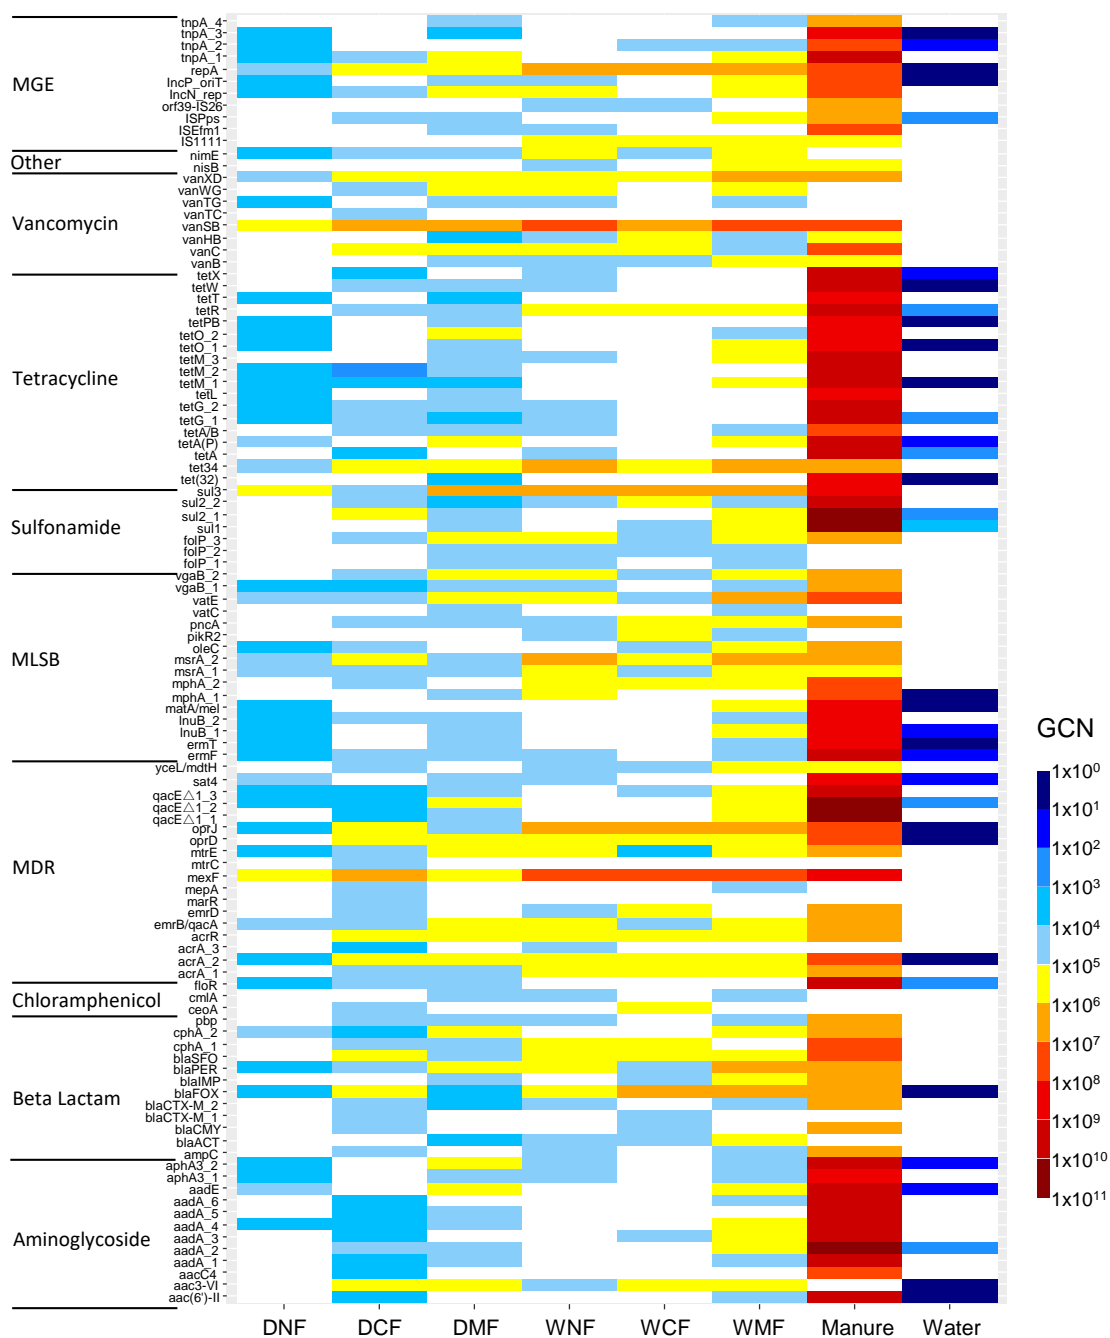 MGE
Other
Vancomycin
Tetracycline
Sulfonamide
MLSB
MDR
Chloramphenicol
Beta Lactam
Aminoglycoside
tnpA_4
tnpA_3
tnpA_2
tnpA_1
repA
IncP_oriT
IncN_rep
orf39-IS26
ISPps
ISEfm1
IS1111
nimE
nisB
vanXD
vanWG
vanTG
vanTC
vanSB
vanHB
vanC
vanB
tetX
tetW
tetT
tetR
tetPB
tetO_2
tetO_1
tetM_3
tetM_2
tetM_1
tetL
tetG_2
tetG_1
tetA/B
tetA(P)
tetA
tet34
tet(32)
sul3
sul2_2
sul2_1
sul1
folP_3
folP_2
folP_1
vgaB_2
vgaB_1
vatE
vatC
pncA
pikR2
oleC
msrA_2
msrA_1
mphA_2
mphA_1
matA/mel
lnuB_2
lnuB_1
ermT
ermF
yceL/mdtH
sat4
qacE△1_3
qacE△1_2
qacE△1_1
oprJ
oprD
mtrE
mtrC
mexF
mepA
marR
emrD
emrB/qacA
acrR
acrA_3
acrA_2
acrA_1
floR
cmlA
ceoA
pbp
cphA_2
cphA_1
blaSFO
blaPER
blaIMP
blaFOX
blaCTX-M_2
blaCTX-M_1
blaCMY
blaACT
ampC
aphA3_2
aphA3_1
aadE
aadA_6
aadA_5
aadA_4
aadA_3
aadA_2
aadA_1
aacC4
aac3-VI
aac(6')-II
DNF DCF DMF WNF WCF WMF Manure Water
GCN
1x10⁰
1x10¹
1x10²
1x10³
1x10⁴
1x10⁵
1x10⁶
1x10⁷
1x10⁸
1x10⁹
1x10¹⁰
1x10¹¹